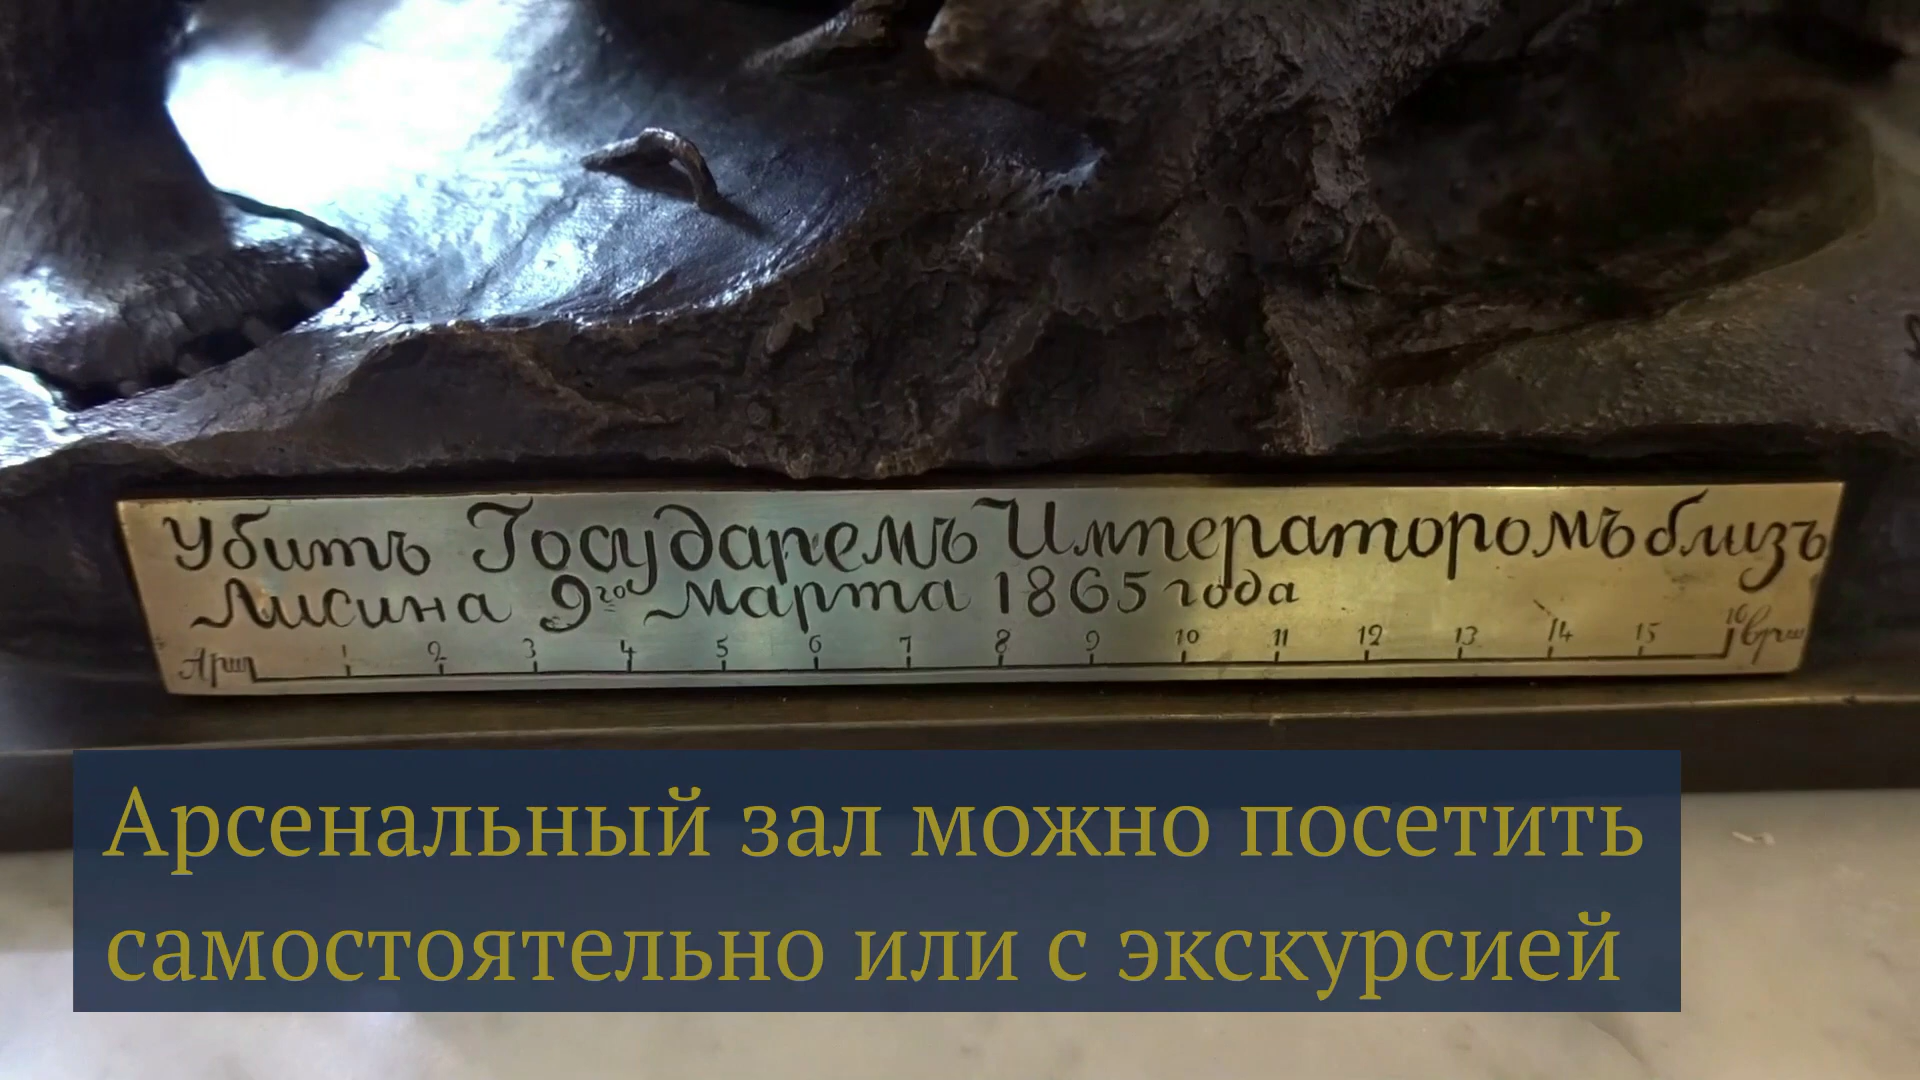 Убитъ Государемъ Императоромъ близъ
Лисина 9го Марта 1865 года
Арш 1 2 3 4 5 6 7 8 9 10 11 12 13 14 15 16 Врш
Арсенальный зал можно посетить
самостоятельно или с экскурсией